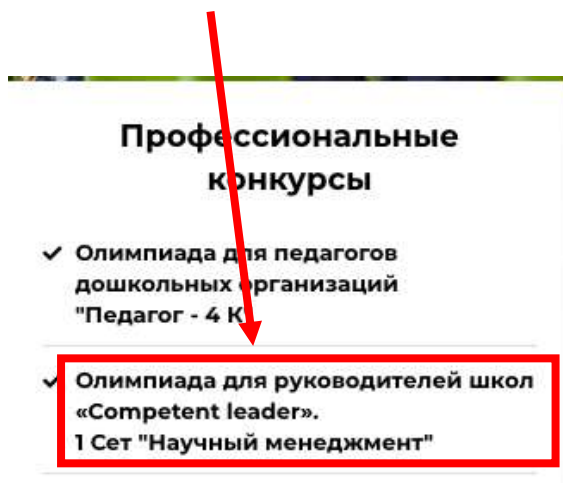 Профессиональные
конкурсы
Олимпиада для педагогов
дошкольных организаций
"Педагог - 4 К
Олимпиада для руководителей школ
«Competent leader».
1 Сет "Научный менеджмент"